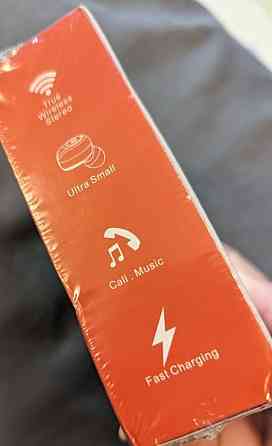 True
Wireless
Stereo
Ultra Small
Call . Music
Fast Charging